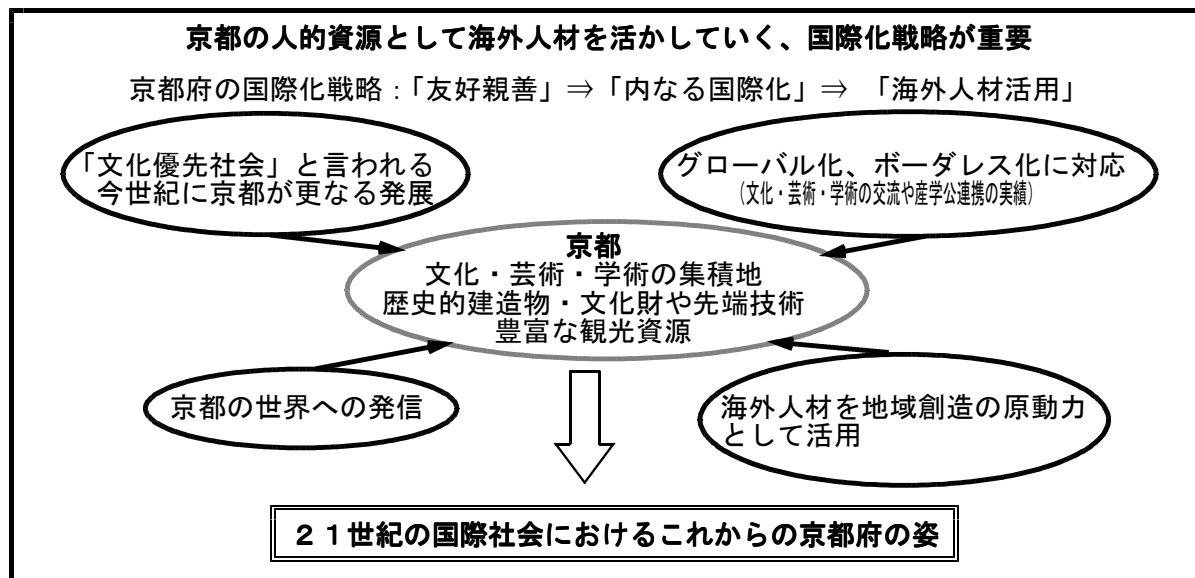 京都の人的資源として海外人材を活かしていく、国際化戦略が重要
京都府の国際化戦略：「友好親善」⇒「内なる国際化」⇒ 「海外人材活用」
「文化優先社会」と言われる
今世紀に京都が更なる発展
グローバル化、ボーダレス化に対応
(文化・芸術・学術の交流や産学公連携の実績)
京都
文化・芸術・学術の集積地
歴史的建造物・文化財や先端技術
豊富な観光資源
京都の世界への発信
海外人材を地域創造の原動力
として活用
２１世紀の国際社会におけるこれからの京都府の姿